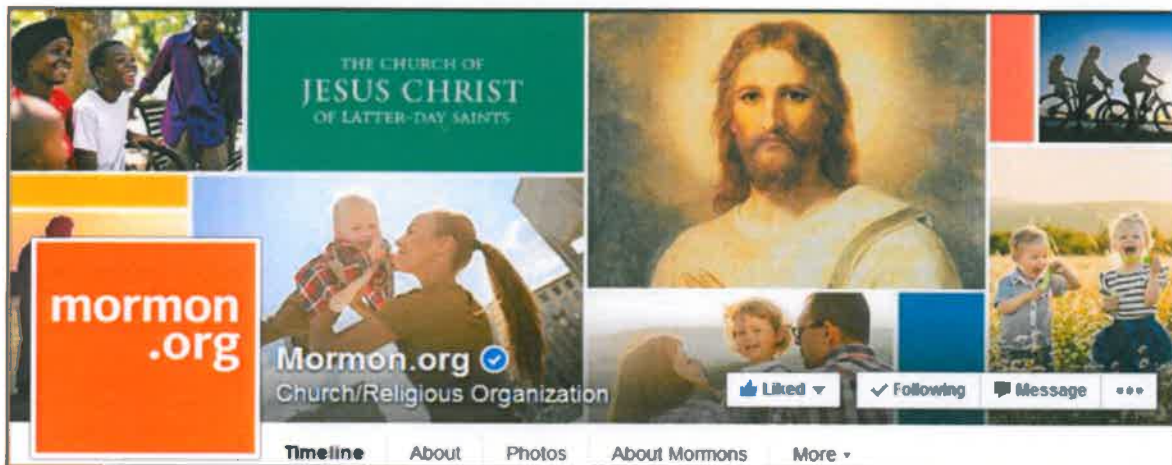 THE CHURCH OF
JESUS CHRIST
OF LATTER-DAY SAINTS
mormon
.org
Mormon.org
Church/Religious Organization
Liked
Following
Message
Timeline
About
Photos
About Mormons
More